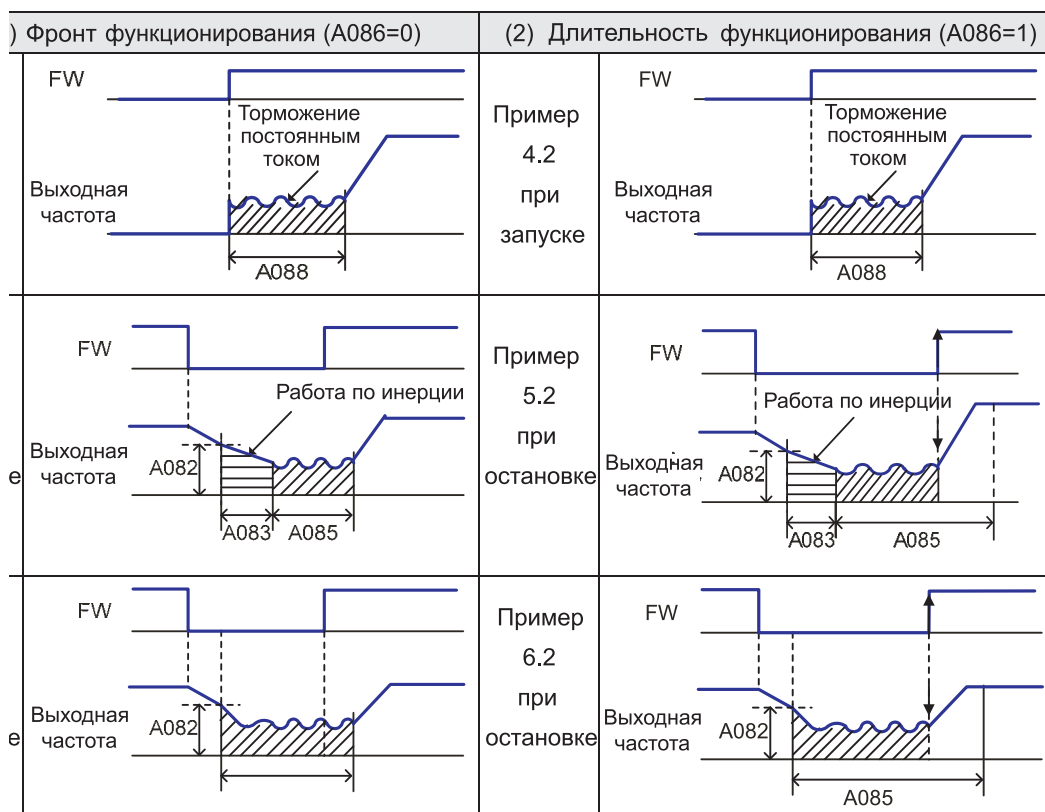 ) Фронт функционирования (A086=0)
(2) Длительность функционирования (A086=1)
FW
Торможение
постоянным
током
Выходная
частота
A088
Пример
4.2
при
запуске
FW
Торможение
постоянным
током
Выходная
частота
A088
е
FW
Работа по инерции
Выходная
частота
A082
A083
A085
Пример
5.2
при
остановке
FW
Работа по инерции
Выходная
частота
A082
A083
A085
е
FW
Выходная
частота
A082
Пример
6.2
при
остановке
FW
Выходная
частота
A082
A085